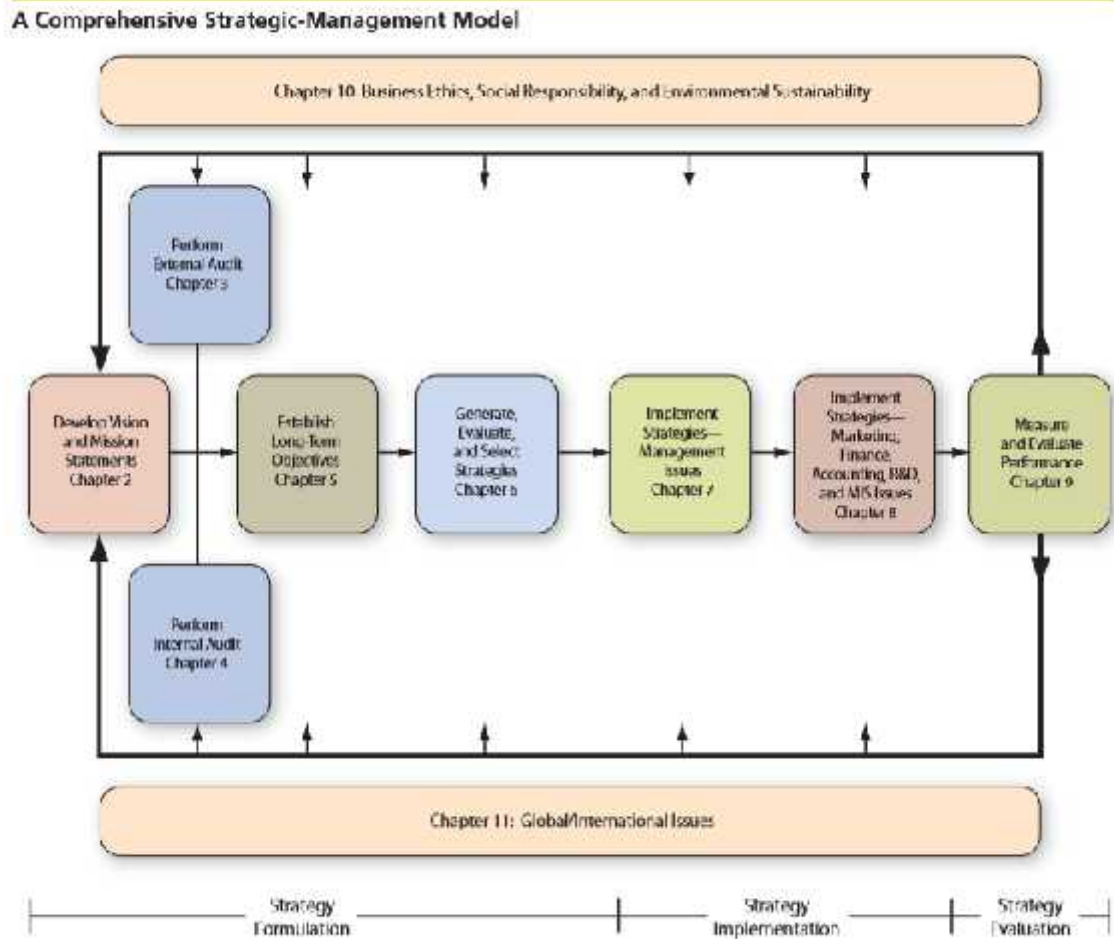 A Comprehensive Strategic-Management Model
Chapter 10: Business Ethics, Social Responsibility, and Environmental Sustainability
Perform
External Audit
Chapter 3
Develop Vision
and Mission
Statements
Chapter 2
Establish
Long-Term
Objectives
Chapter 5
Generate,
Evaluate,
and Select
Strategies
Chapter 6
Implement
Strategies—
Management
Issues
Chapter 7
Implement
Strategies—
Marketing,
Finance,
Accounting, R&D,
and MIS Issues
Chapter 8
Measure
and Evaluate
Performance
Chapter 9
Perform
Internal Audit
Chapter 4
Chapter 11: Global/International Issues
Strategy
Formulation
Strategy
Implementation
Strategy
Evaluation